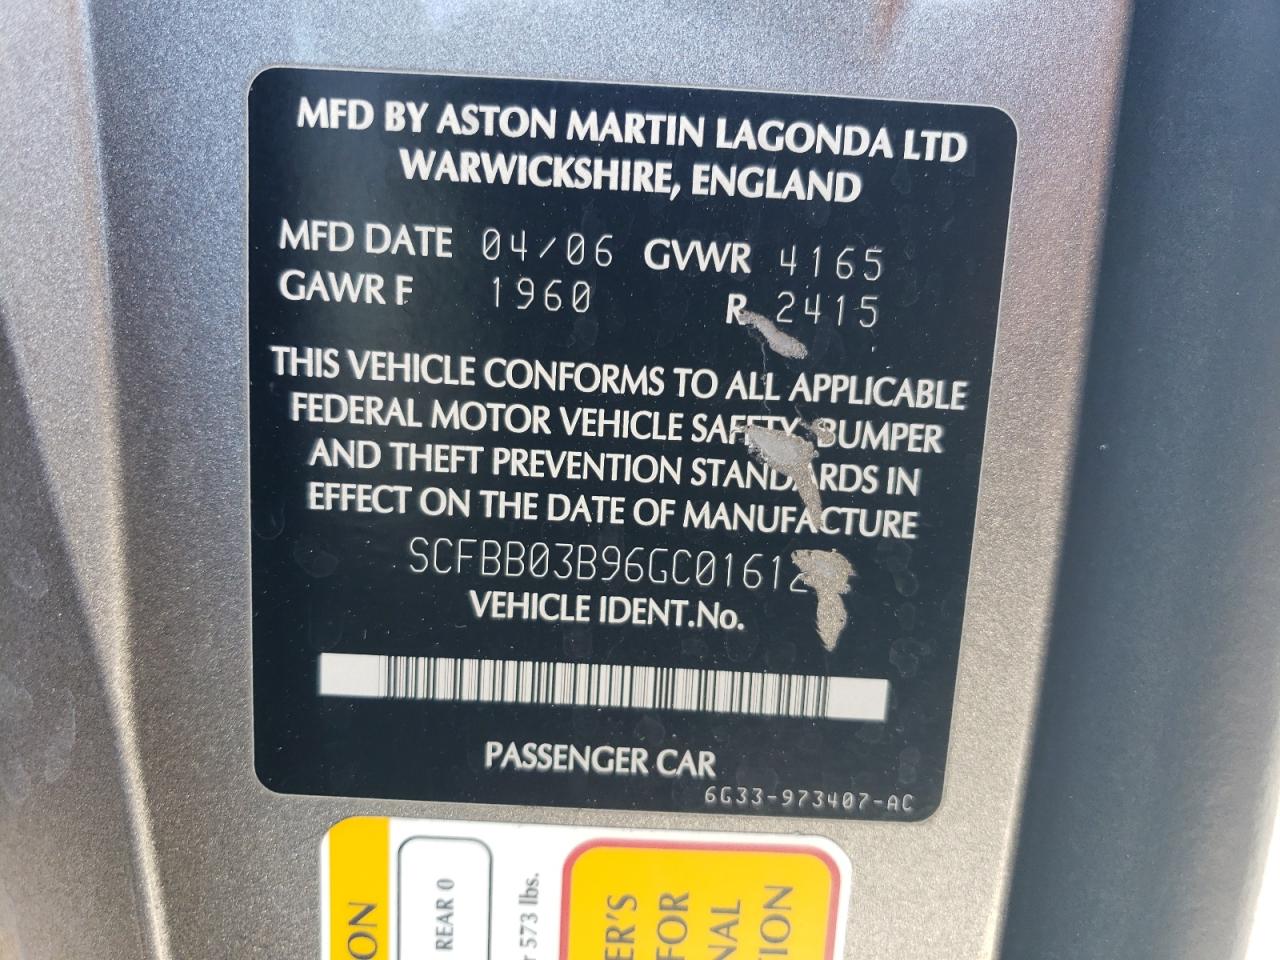 MFD BY ASTON MARTIN LAGONDA LTD
WARWICKSHIRE, ENGLAND
MFD DATE 04/06 GVWR 4165
GAWR F 1960 R 2415
THIS VEHICLE CONFORMS TO ALL APPLICABLE
FEDERAL MOTOR VEHICLE SAFETY, BUMPER
AND THEFT PREVENTION STANDARDS IN
EFFECT ON THE DATE OF MANUFACTURE
VEHICLE IDENT.No.
PASSENGER CAR
6G33-973407-AC
REAR 0
573 lbs.
FOR